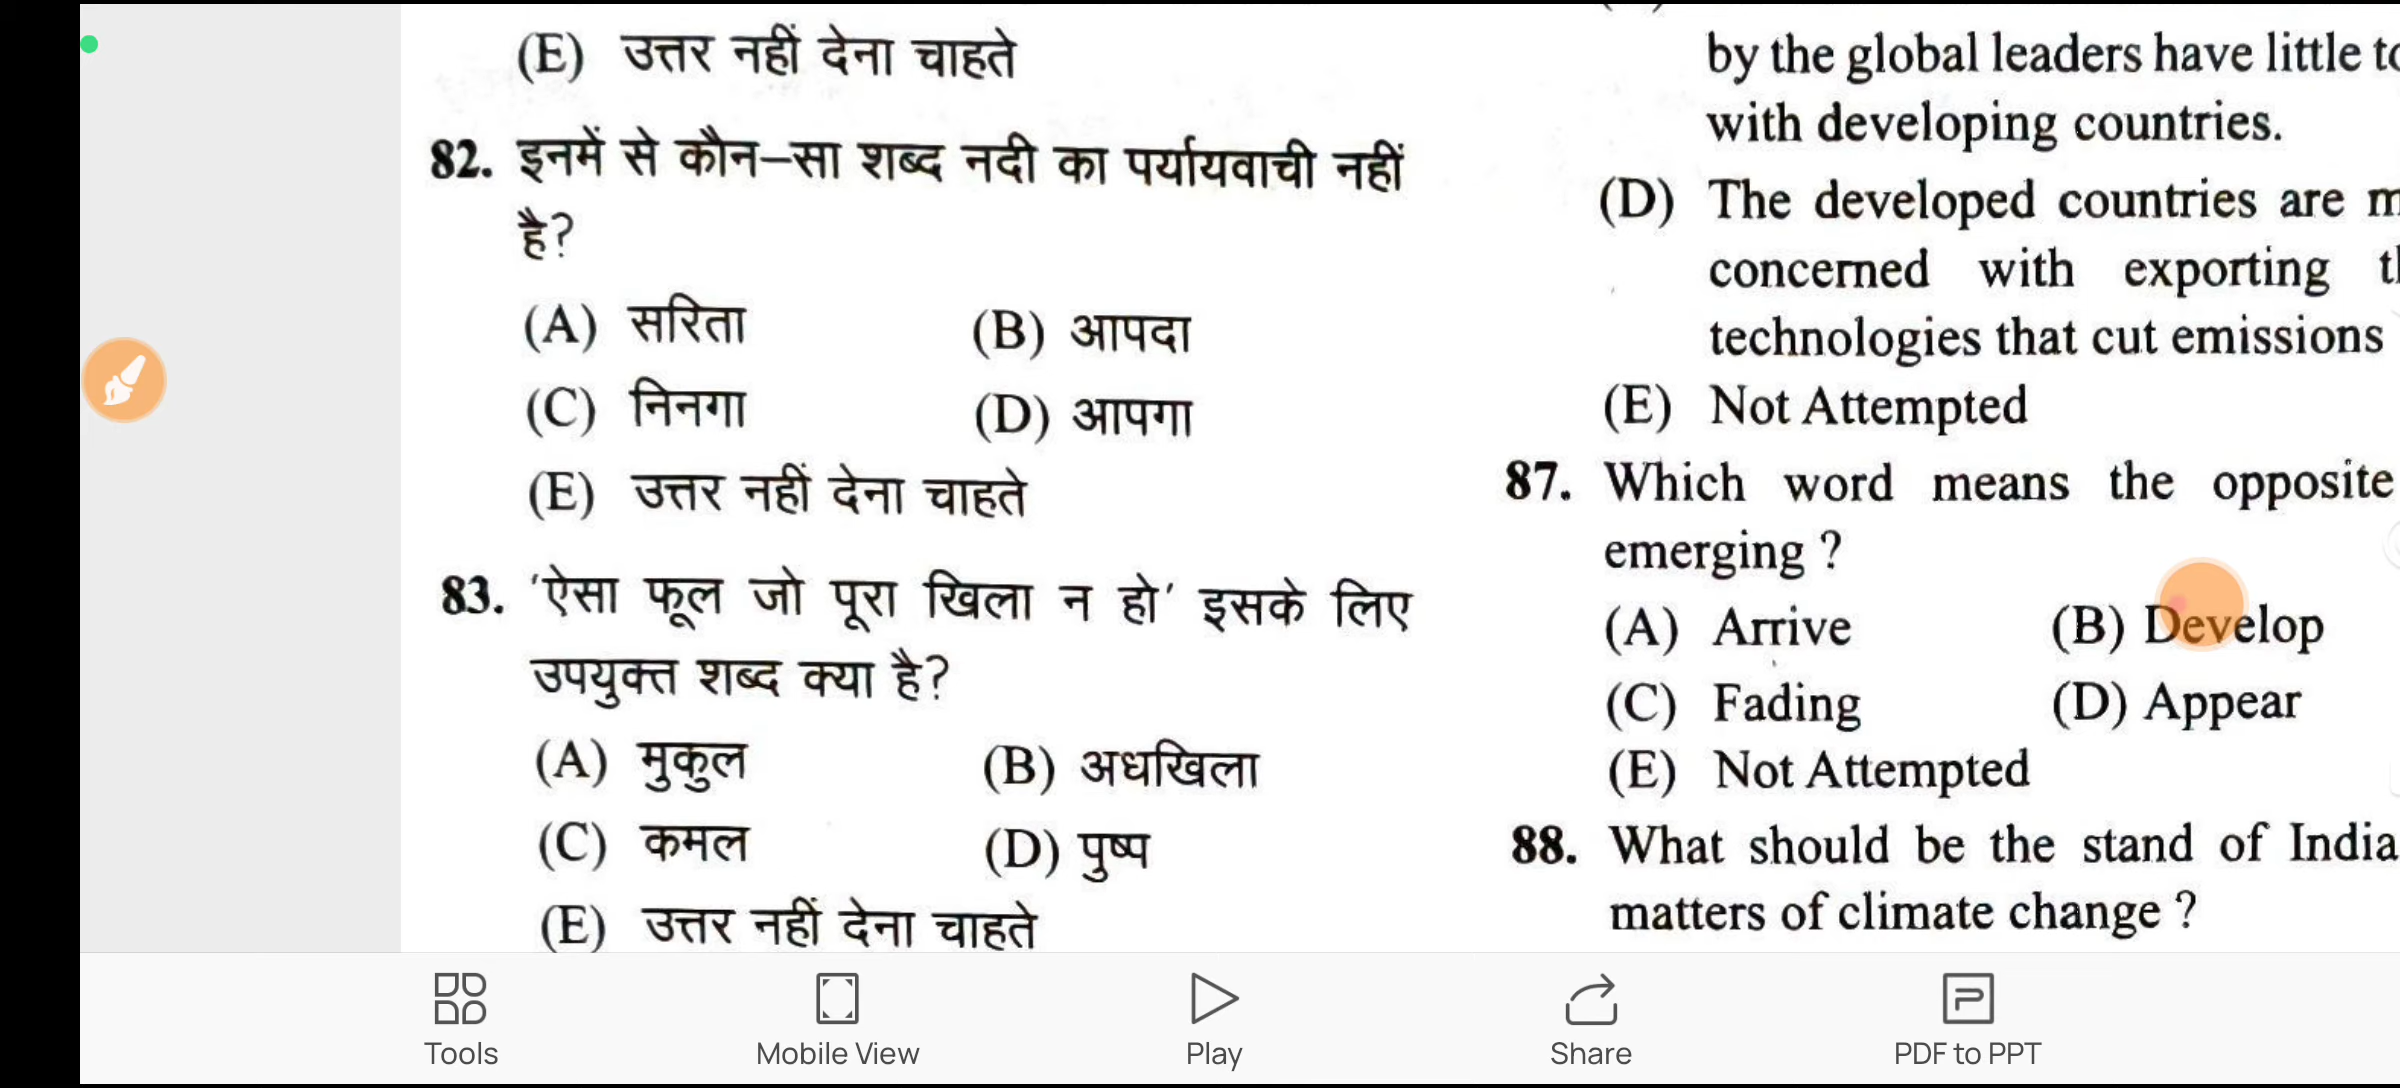 (E) उत्तर नहीं देना चाहते
82. इनमें से कौन–सा शब्द नदी का पर्यायवाची नहीं
है?
(A) सरिता (B) आपदा
(C) निनगा (D) आपगा
(E) उत्तर नहीं देना चाहते
83. 'ऐसा फूल जो पूरा खिला न हो' इसके लिए
उपयुक्त शब्द क्या है?
(A) मुकुल (B) अधखिला
(C) कमल (D) पुष्प
(E) उत्तर नहीं देना चाहते
by the global leaders have little
with developing countries.
(D) The developed countries are
concerned with exporting
technologies that cut emissions
(E) Not Attempted
87. Which word means the opposite
emerging ?
(A) Arrive (B) Develop
(C) Fading (D) Appear
(E) Not Attempted
88. What should be the stand of India
matters of climate change ?
Tools Mobile View Play Share PDF to PPT